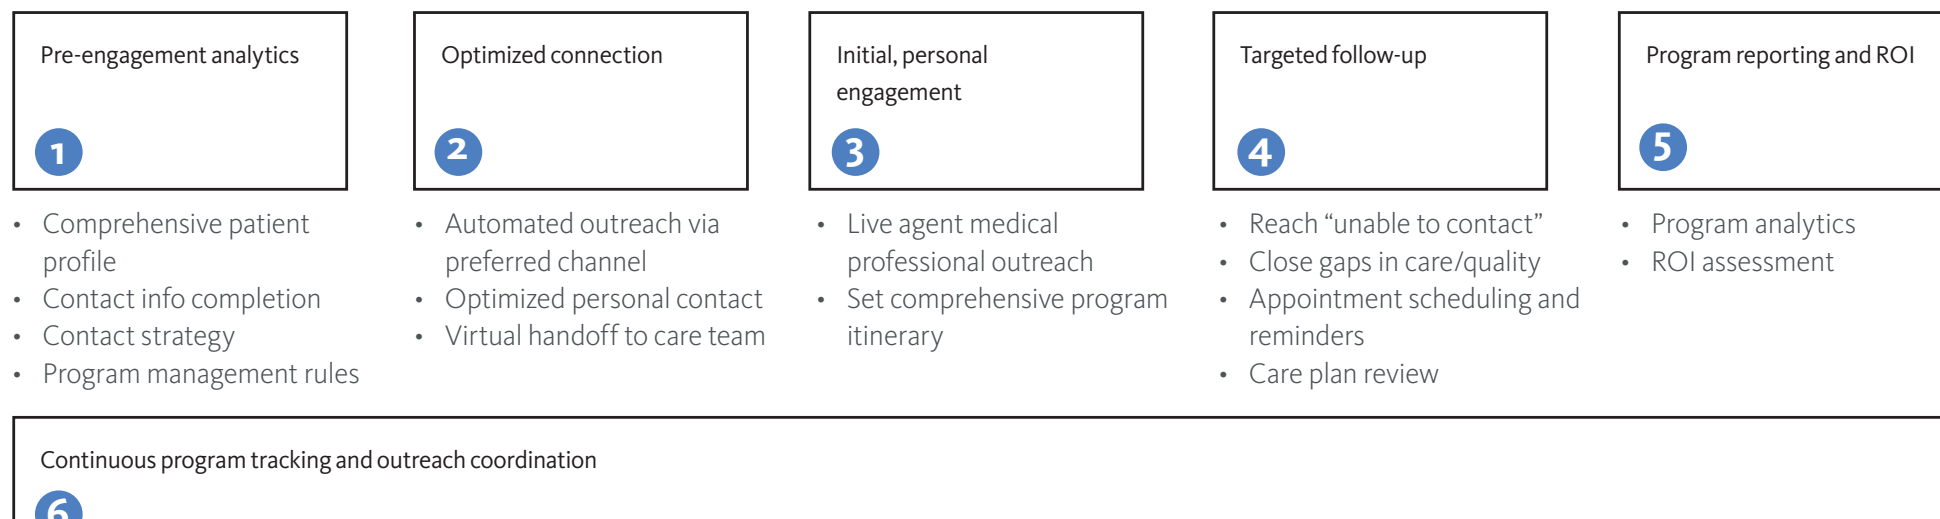 Pre-engagement analytics
1
• Comprehensive patient
profile
• Contact info completion
• Contact strategy
• Program management rules
Optimized connection
2
• Automated outreach via
preferred channel
• Optimized personal contact
• Virtual handoff to care team
Initial, personal
engagement
3
• Live agent medical
professional outreach
• Set comprehensive program
itinerary
Targeted follow-up
4
• Reach “unable to contact”
• Close gaps in care/quality
• Appointment scheduling and
reminders
• Care plan review
Program reporting and ROI
5
• Program analytics
• ROI assessment
Continuous program tracking and outreach coordination
6